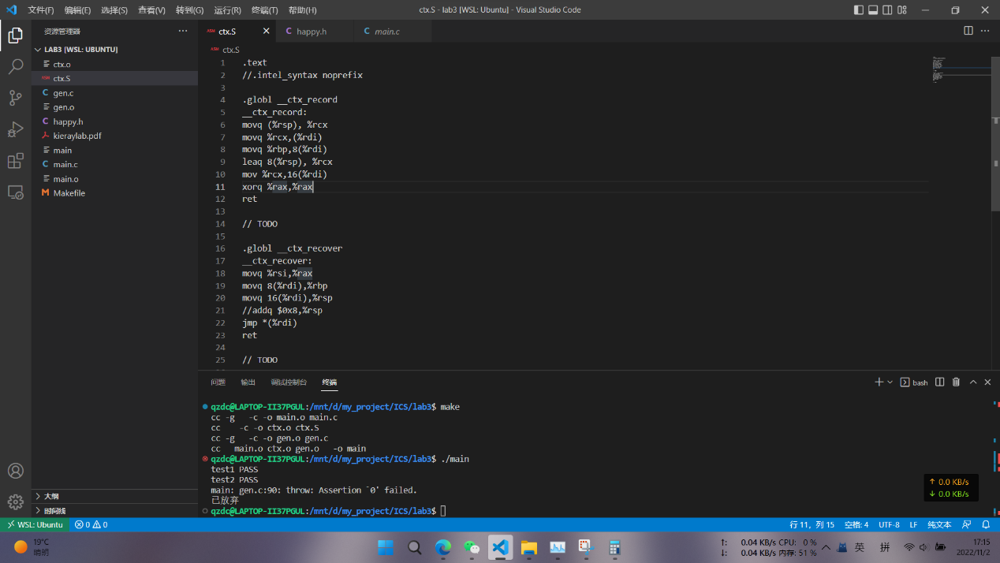 文件(F) 编辑(E) 选择(S) 查看(V) 转到(G) 运行(R) 终端(T) 帮助(H) ctx.S - lab3 [WSL: Ubuntu] - Visual Studio Code
资源管理器 ···
ASM ctx.S C happy.h C main.c
LAB3 [WSL: UBUNTU]
ctx.o
ASM ctx.S
C gen.c
gen.o
C happy.h
kieraylab.pdf
main
C main.c
main.o
M Makefile
大纲
时间线
ASM ctx.S
1 .text
2 //.intel_syntax noprefix
3
4 .globl __ctx_record
5 __ctx_record:
6 movq (%rsp), %rcx
7 movq %rcx,(%rdi)
8 movq %rbp,8(%rdi)
9 leaq 8(%rsp), %rcx
10 mov %rcx,16(%rdi)
11 xorq %rax,%rax
12 ret
13
14 // TODO
15
16 .globl __ctx_recover
17 __ctx_recover:
18 movq %rsi,%rax
19 movq 8(%rdi),%rbp
20 movq 16(%rdi),%rsp
21 //addq $0x8,%rsp
22 jmp *(%rdi)
23 ret
24
25 // TODO
问题 输出 调试控制台 终端 bash
qzdc@LAPTOP-II37PGUL:/mnt/d/my_project/ICS/lab3$ make
cc -g -c -o main.o main.c
cc -c -o ctx.o ctx.S
cc -g -c -o gen.o gen.c
cc main.o ctx.o gen.o -o main
qzdc@LAPTOP-II37PGUL:/mnt/d/my_project/ICS/lab3$ ./main
test1 PASS
test2 PASS
main: gen.c:90: throw: Assertion `0' failed.
已放弃
qzdc@LAPTOP-II37PGUL:/mnt/d/my_project/ICS/lab3$
↑ 0.0 KB/s
↓ 0.0 KB/s
WSL: Ubuntu 0 0 行 11，列 15 空格: 4 UTF-8 LF 纯文本
19°C
晴朗
↑: 0.04 KB/s CPU: 0 %
↓: 0.04 KB/s 内存: 51 %
英 拼
17:15
2022/11/2